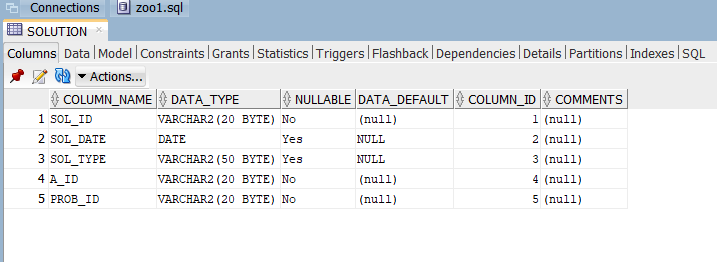 Connections zoo1.sql
SOLUTION
Columns Data Model Constraints Grants Statistics Triggers Flashback Dependencies Details Partitions Indexes SQL
Actions...
COLUMN_NAME DATA_TYPE NULLABLE DATA_DEFAULT COLUMN_ID COMMENTS
1 SOL_ID VARCHAR2(20 BYTE) No (null) 1 (null)
2 SOL_DATE DATE Yes NULL 2 (null)
3 SOL_TYPE VARCHAR2(50 BYTE) Yes NULL 3 (null)
4 A_ID VARCHAR2(20 BYTE) No (null) 4 (null)
5 PROB_ID VARCHAR2(20 BYTE) No (null) 5 (null)